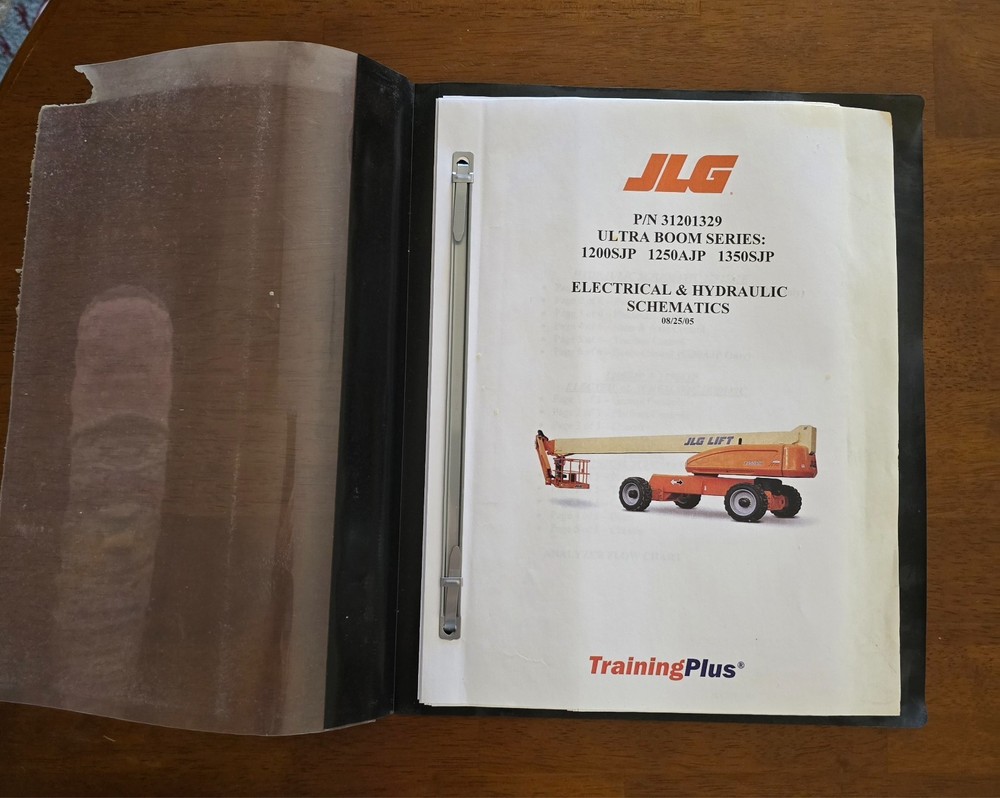 JLG
P/N 31201329
ULTRA BOOM SERIES:
1200SJP 1250AJP 1350SJP
ELECTRICAL & HYDRAULIC
SCHEMATICS
08/25/05
JLG LIFT
TrainingPlus®